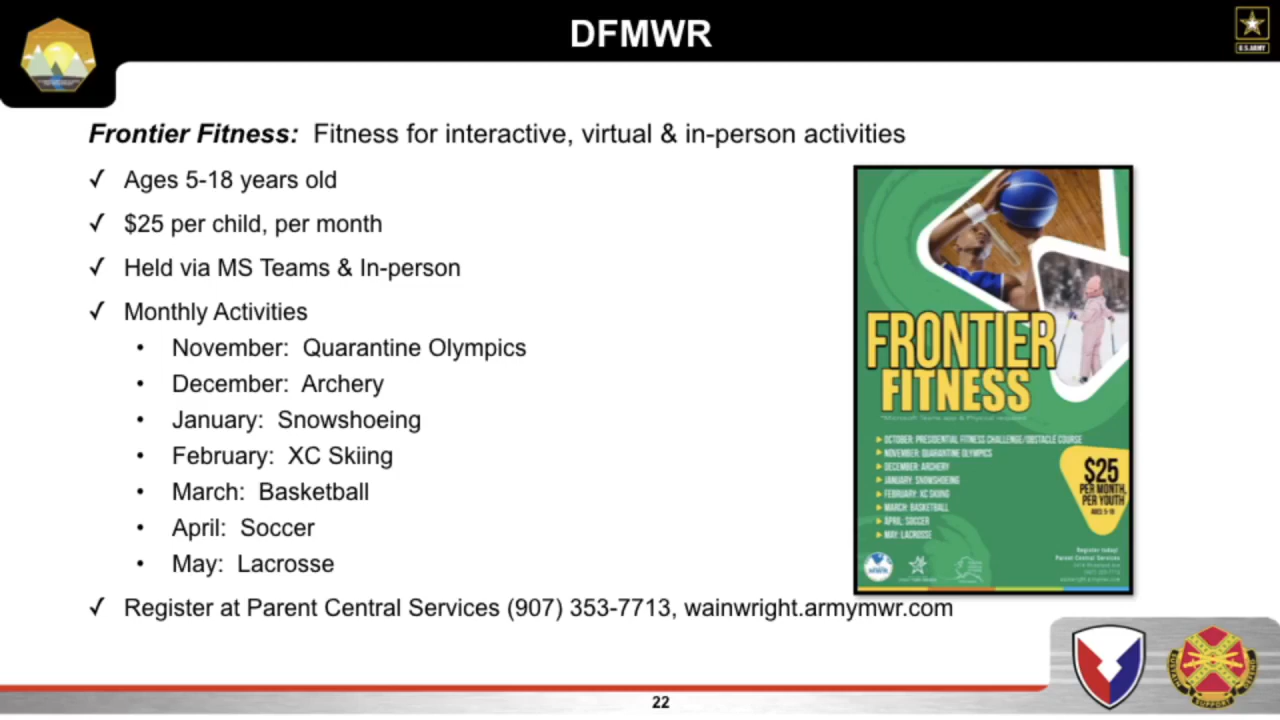 DFMWR
U.S.ARMY
Frontier Fitness: Fitness for interactive, virtual & in-person activities
✓ Ages 5-18 years old
✓ $25 per child, per month
✓ Held via MS Teams & In-person
✓ Monthly Activities
• November: Quarantine Olympics
• December: Archery
• January: Snowshoeing
• February: XC Skiing
• March: Basketball
• April: Soccer
• May: Lacrosse
✓ Register at Parent Central Services (907) 353-7713, wainwright.armymwr.com
FRONTIER
FITNESS
OCTOBER: PRESIDENTIAL FITNESS CHALLENGE/OBSTACLE COURSE
NOVEMBER: QUARANTINE OLYMPICS
DECEMBER: ARCHERY
JANUARY: SNOWSHOEING
FEBRUARY: XC SKIING
MARCH: BASKETBALL
APRIL: SOCCER
MAY: LACROSSE
$25
PER MONTH,
PER YOUTH
Register today!
Parent Central Services
SUPPORT
22